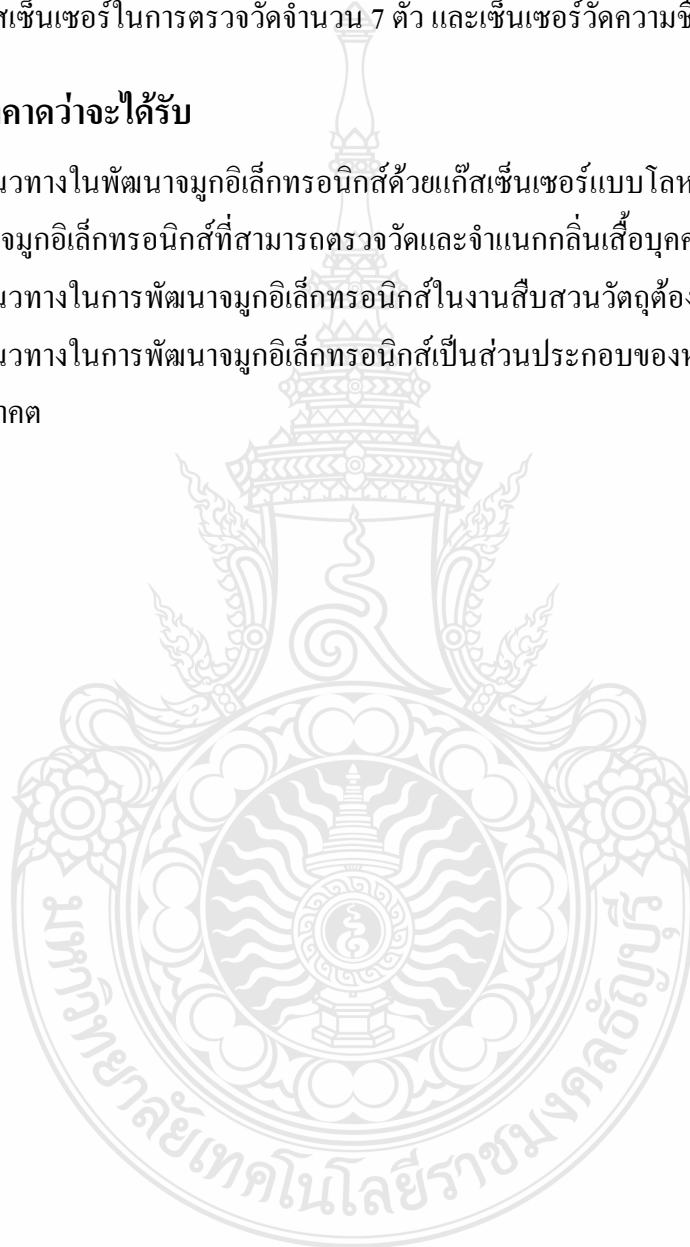 สเซ็นเซอร์ในการตรวจวัดจำนวน 7 ตัว และเซ็นเซอร์วัดความชื
คาดว่าจะได้รับ
นวทางในพัฒนาจมูกอิเล็กทรอนิกส์ด้วยแก๊สเซ็นเซอร์แบบโลห
จมูกอิเล็กทรอนิกส์ที่สามารถตรวจวัดและจำแนกกลิ่นเสื้อบุคค
นวทางในการพัฒนาจมูกอิเล็กทรอนิกส์ในงานสืบสวนวัตถุต้อง
นวทางในการพัฒนาจมูกอิเล็กทรอนิกส์เป็นส่วนประกอบของห
าคต
มหาวิทยาลัยเทคโนโลยีราชมงคลธัญบุรี